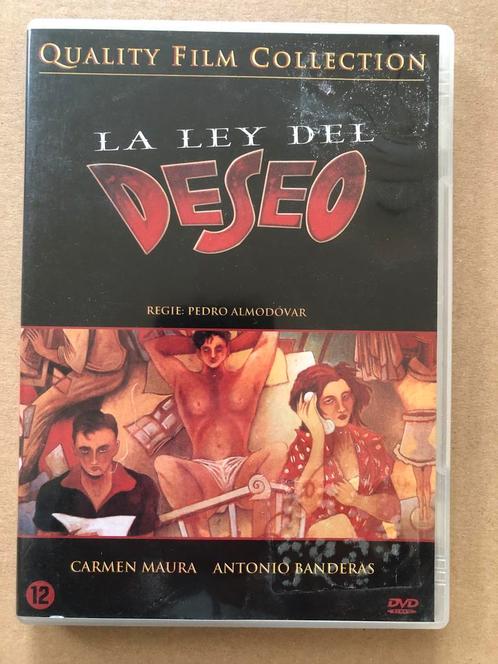 QUALITY FILM COLLECTION
LA LEY DEL
DESEO
REGIE: PEDRO ALMODÓVAR
CARMEN MAURA ANTONIO BANDERAS
12
DVD